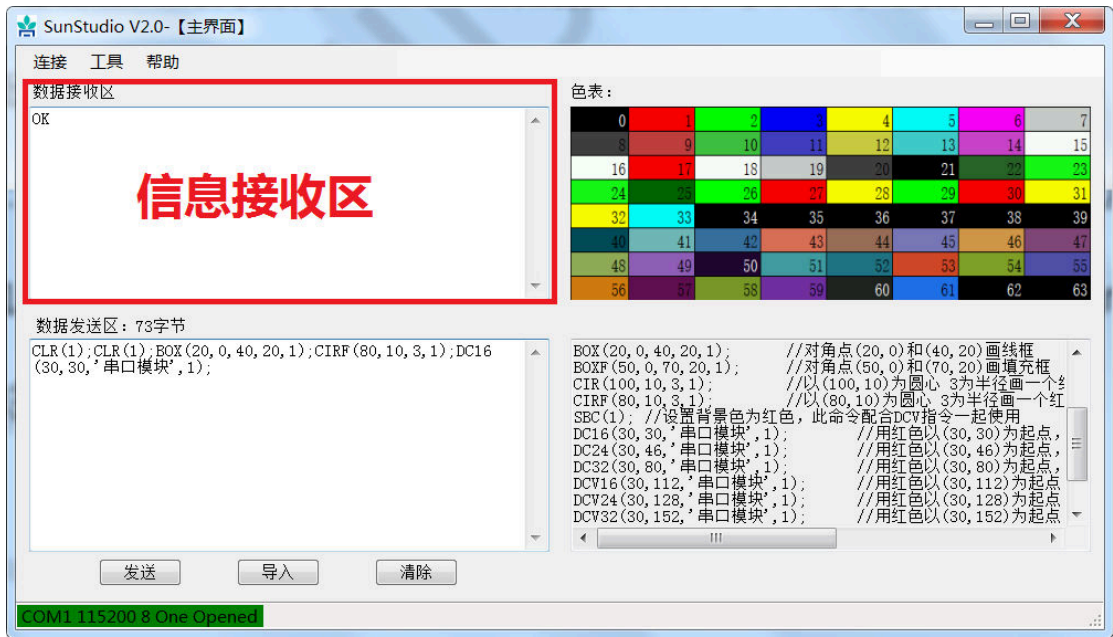 SunStudio V2.0-【主界面】
连接 工具 帮助
数据接收区
OK
信息接收区
色表:
0 1 2 3 4 5 6 7
8 9 10 11 12 13 14 15
16 17 18 19 20 21 22 23
24 25 26 27 28 29 30 31
32 33 34 35 36 37 38 39
40 41 42 43 44 45 46 47
48 49 50 51 52 53 54 55
56 57 58 59 60 61 62 63
数据发送区:73字节
CLR(1);CLR(1);BOX(20,0,40,20,1);CIRF(80,10,3,1);DC16
(30,30,'串口模块',1);
BOX(20,0,40,20,1); //对角点(20,0)和(40,20)画线框
BOXF(50,0,70,20,1); //对角点(50,0)和(70,20)画填充框
CIR(100,10,3,1); //以(100,10)为圆心 3为半径画一个
CIRF(80,10,3,1); //以(80,10)为圆心 3为半径画一个红
SBC(1); //设置背景色为红色，此命令配合DCV指令一起使用
DC16(30,30,'串口模块',1); //用红色以(30,30)为起点，
DC24(30,46,'串口模块',1); //用红色以(30,46)为起点，
DC32(30,80,'串口模块',1); //用红色以(30,80)为起点，
DCV16(30,112,'串口模块',1); //用红色以(30,112)为起点
DCV24(30,128,'串口模块',1); //用红色以(30,128)为起点
DCV32(30,152,'串口模块',1); //用红色以(30,152)为起点
发送 导入 清除
COM1 115200 8 One Opened